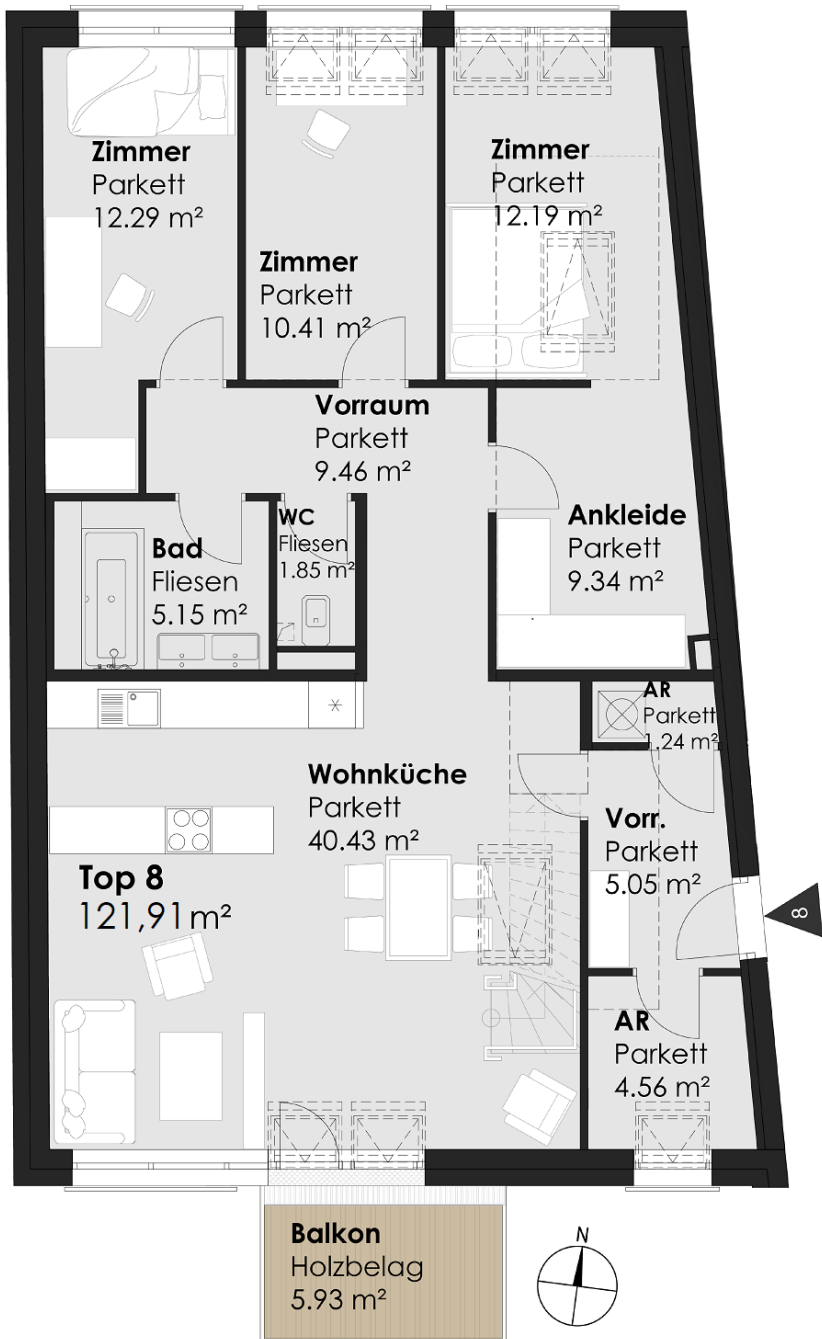 Zimmer
Parkett
12.29 m²
Zimmer
Parkett
10.41 m²
Zimmer
Parkett
12.19 m²
Vorraum
Parkett
9.46 m²
Bad
Fliesen
5.15 m²
WC
Fliesen
1.85 m²
Ankleide
Parkett
9.34 m²
AR
Parkett
1.24 m²
Wohnküche
Parkett
40.43 m²
Vorr.
Parkett
5.05 m²
Top 8
121,91 m²
8
AR
Parkett
4.56 m²
Balkon
Holzbelag
5.93 m²
N